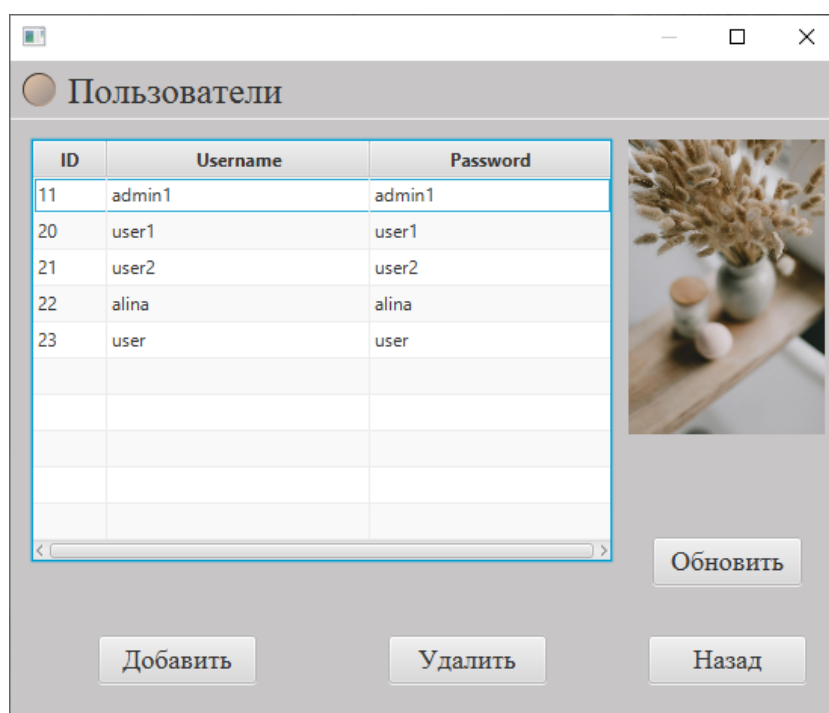 Пользователи
ID Username Password
11 admin1 admin1
20 user1 user1
21 user2 user2
22 alina alina
23 user user
Обновить
Добавить Удалить Назад